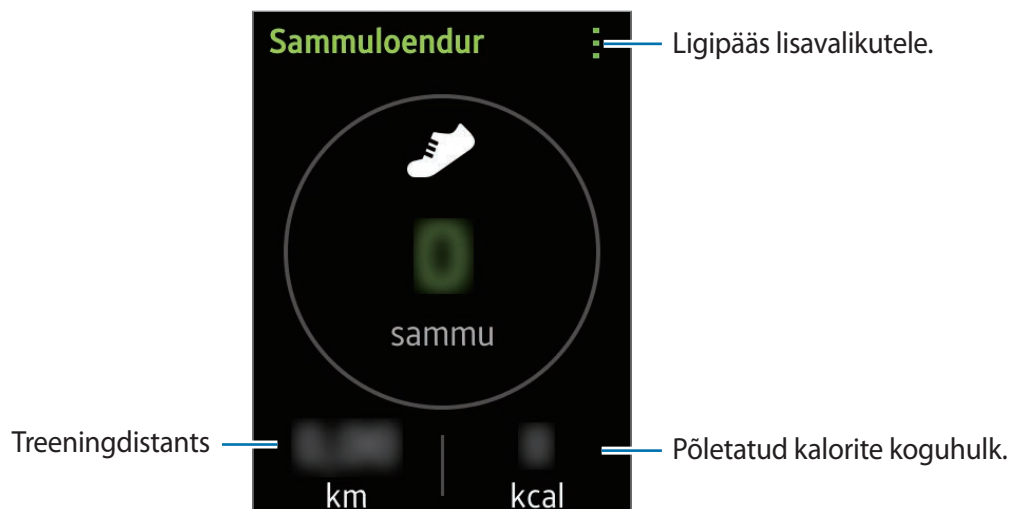 Sammuloendur
Ligipääs lisavalikutele.
0
sammu
Treeningdistants
Põletatud kalorite koguhulk.
km
kcal